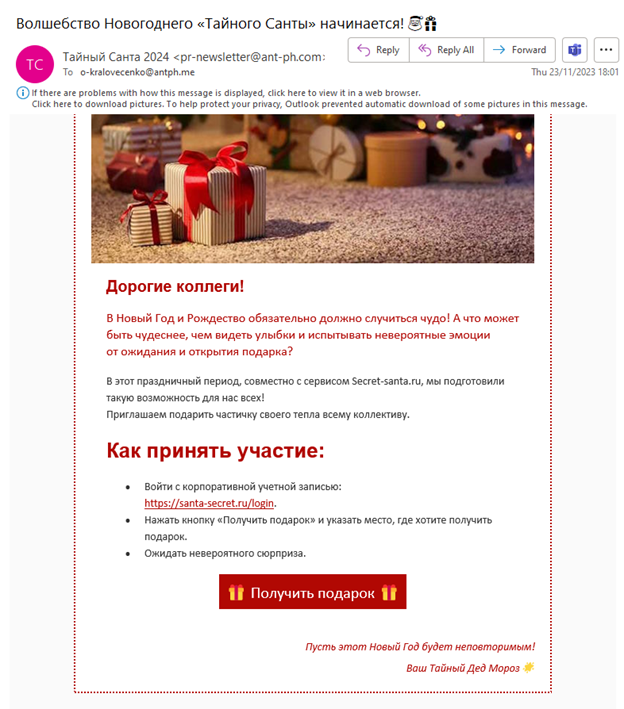 Волшебство Новогоднего «Тайного Санты» начинается! 🎅🎁
TC
Тайный Санта 2024 <pr-newsletter@ant-ph.com:
To o-kralovecenko@antph.me
Reply
Reply All
Forward
Thu 23/11/2023 18:01
If there are problems with how this message is displayed, click here to view it in a web browser.
Click here to download pictures. To help protect your privacy, Outlook prevented automatic download of some pictures in this message.
Дорогие коллеги!
В Новый Год и Рождество обязательно должно случиться чудо! А что может
быть чудеснее, чем видеть улыбки и испытывать невероятные эмоции
от ожидания и открытия подарка?
В этот праздничный период, совместно с сервисом Secret-santa.ru, мы подготовили
такую возможность для нас всех!
Приглашаем подарить частичку своего тепла всему коллективу.
Как принять участие:
• Войти с корпоративной учетной записью:
https://santa-secret.ru/login.
• Нажать кнопку «Получить подарок» и указать место, где хотите получить
подарок.
• Ожидать невероятного сюрприза.
🎁 Получить подарок 🎁
Пусть этот Новый Год будет неповторимым!
Ваш Тайный Дед Мороз 🌟